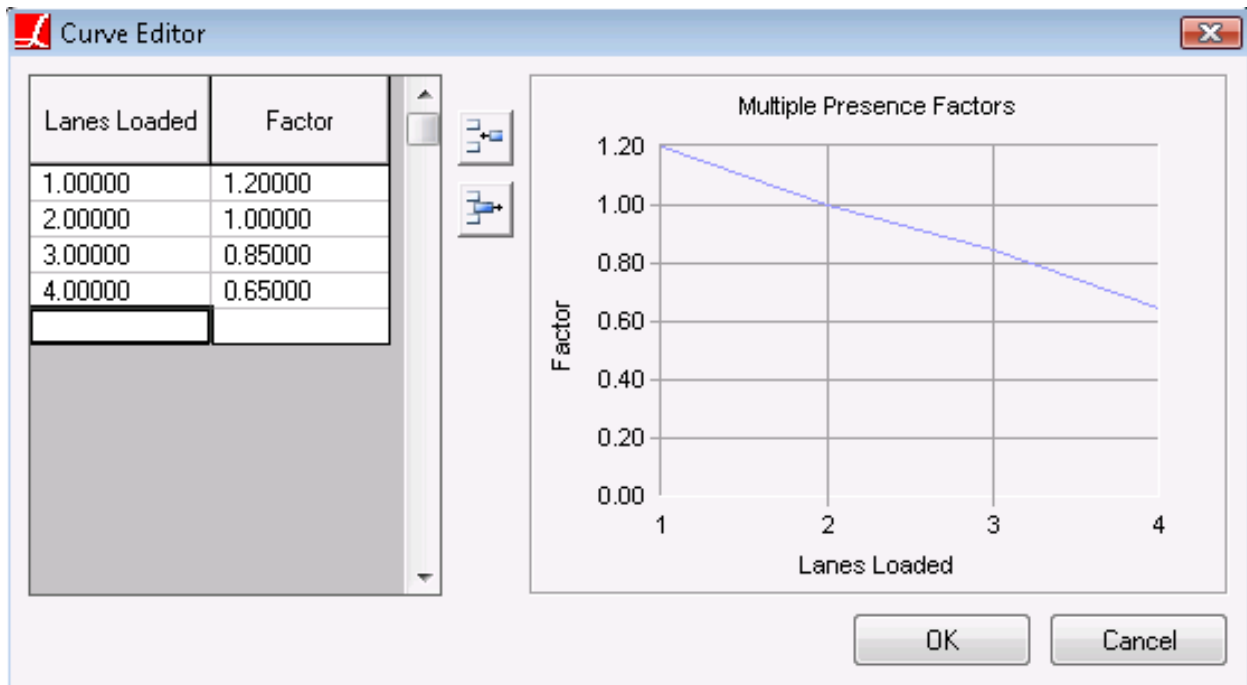 Curve Editor
Lanes Loaded Factor
1.00000 1.20000
2.00000 1.00000
3.00000 0.85000
4.00000 0.65000
Multiple Presence Factors
1.20
1.00
0.80
0.60
0.40
0.20
0.00
Factor
1 2 3 4
Lanes Loaded
OK Cancel